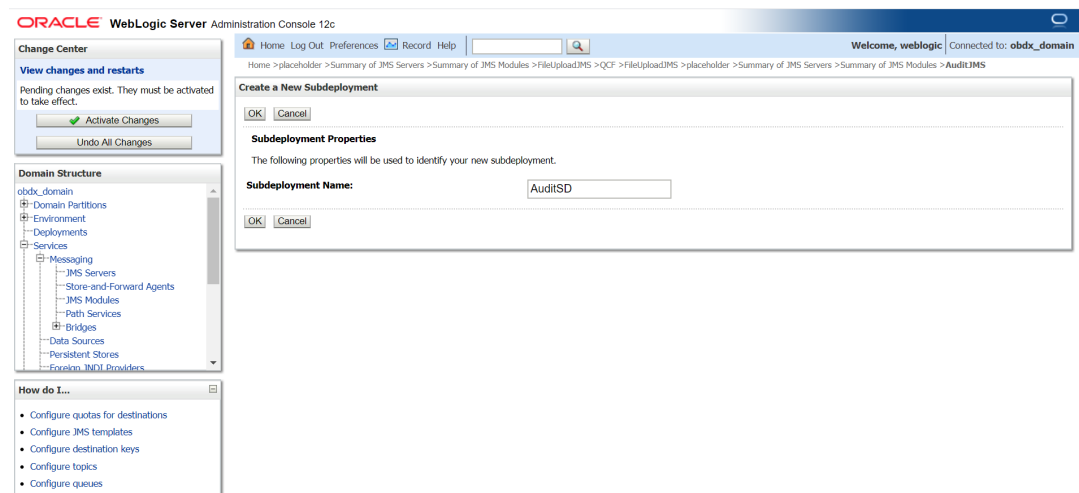 ORACLE® WebLogic Server Administration Console 12c
Change Center
View changes and restarts
Pending changes exist. They must be activated
to take effect.
Activate Changes
Undo All Changes
Domain Structure
obdx_domain
Domain Partitions
Environment
Deployments
Services
Messaging
JMS Servers
Store-and-Forward Agents
JMS Modules
Path Services
Bridges
Data Sources
Persistent Stores
Foreign JNDI Providers
How do I...
Configure quotas for destinations
Configure JMS templates
Configure destination keys
Configure topics
Configure queues
Home Log Out Preferences Record Help
Welcome, weblogic Connected to: obdx_domain
Home >placeholder >Summary of JMS Servers >Summary of JMS Modules >FileUploadJMS >QCF >FileUploadJMS >placeholder >Summary of JMS Servers >Summary of JMS Modules >AuditJMS
Create a New Subdeployment
OK Cancel
Subdeployment Properties
The following properties will be used to identify your new subdeployment.
Subdeployment Name: AuditSD
OK Cancel